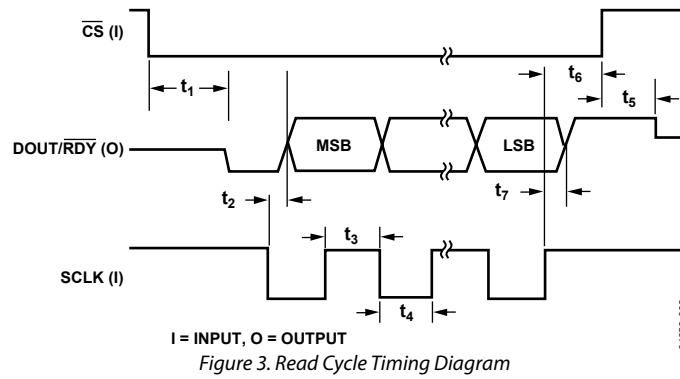 CS (I)
t1
t6
t5
DOUT/RDY (O)
MSB
LSB
t2
t7
t3
SCLK (I)
t4
I = INPUT, O = OUTPUT
Figure 3. Read Cycle Timing Diagram